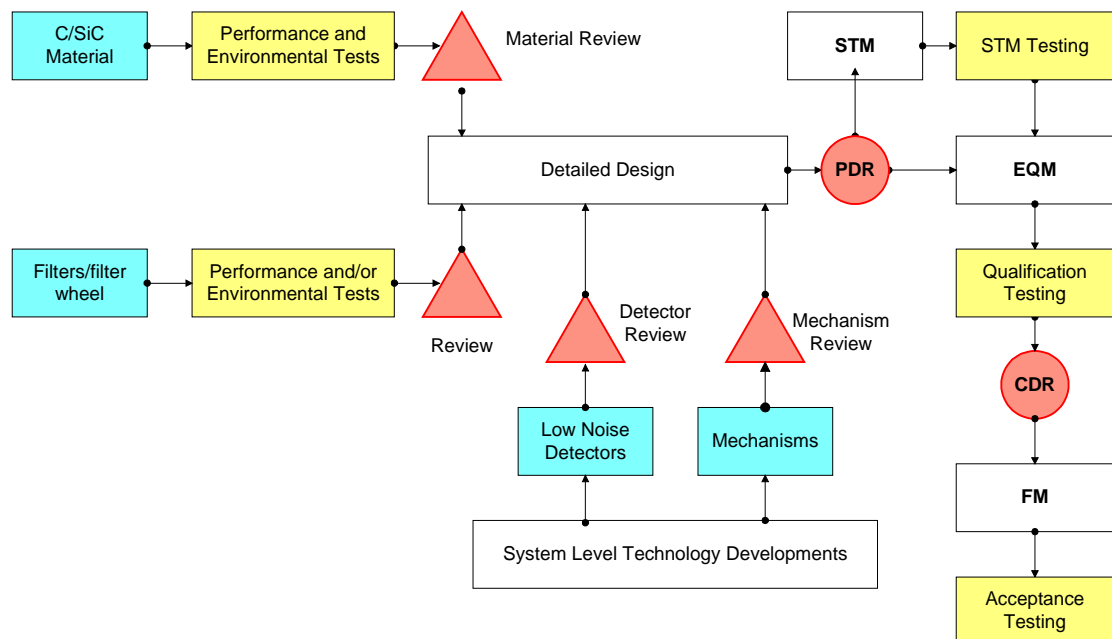 C/SiC
Material
Performance and
Environmental Tests
Material Review
STM
STM Testing
Detailed Design
PDR
EQM
Filters/filter
wheel
Performance and/or
Environmental Tests
Review
Detector
Review
Mechanism
Review
Qualification
Testing
CDR
Low Noise
Detectors
Mechanisms
FM
System Level Technology Developments
Acceptance
Testing